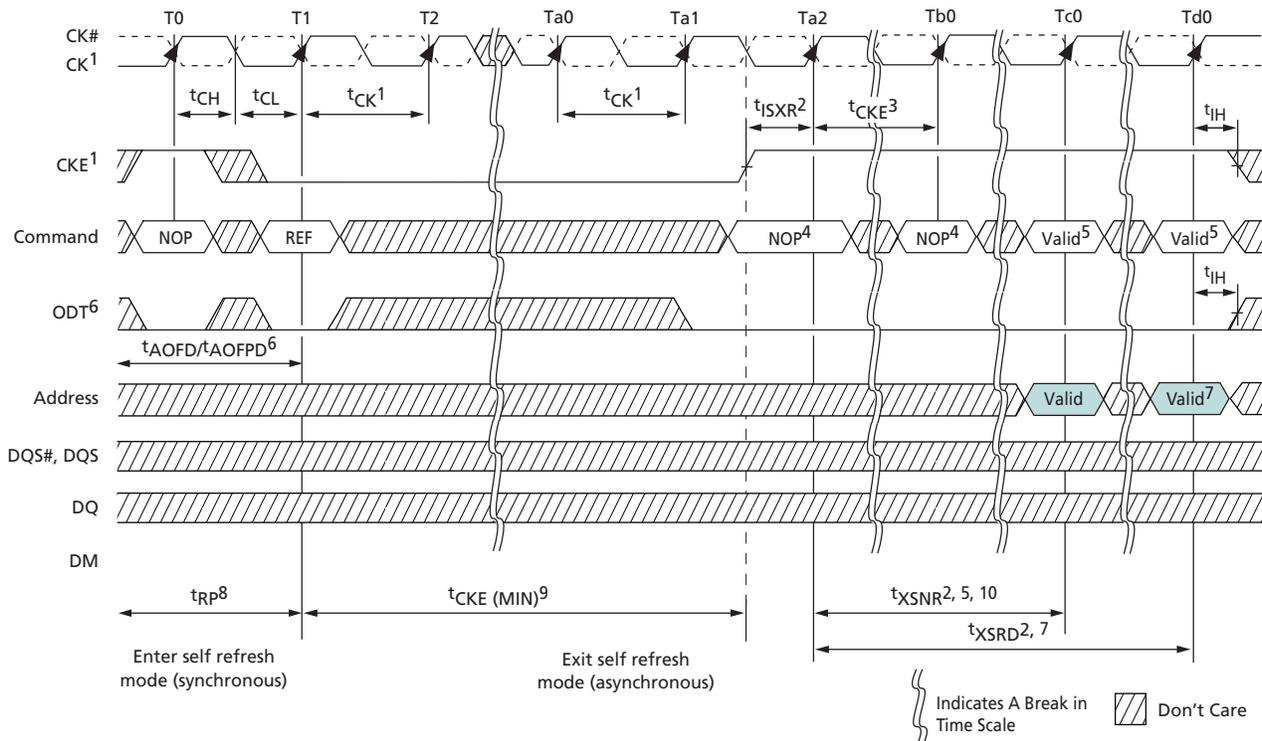 T0 T1 T2 Ta0 Ta1 Ta2 Tb0 Tc0 Td0
CK#
CK1
tCH tCL tCK1 tCK1 tISXR2 tCKE3 tIH
CKE1
Command NOP REF NOP4 NOP4 Valid5 Valid5
tIH
ODT6
tAOFD/tAOFPD6
Address Valid Valid7
DQS#, DQS
DQ
DM
tRP8 tCKE (MIN)9 tXSNR2, 5, 10
tXSRD2, 7
Enter self refresh
mode (synchronous)
Exit self refresh
mode (asynchronous)
Indicates A Break in
Time Scale
Don't Care